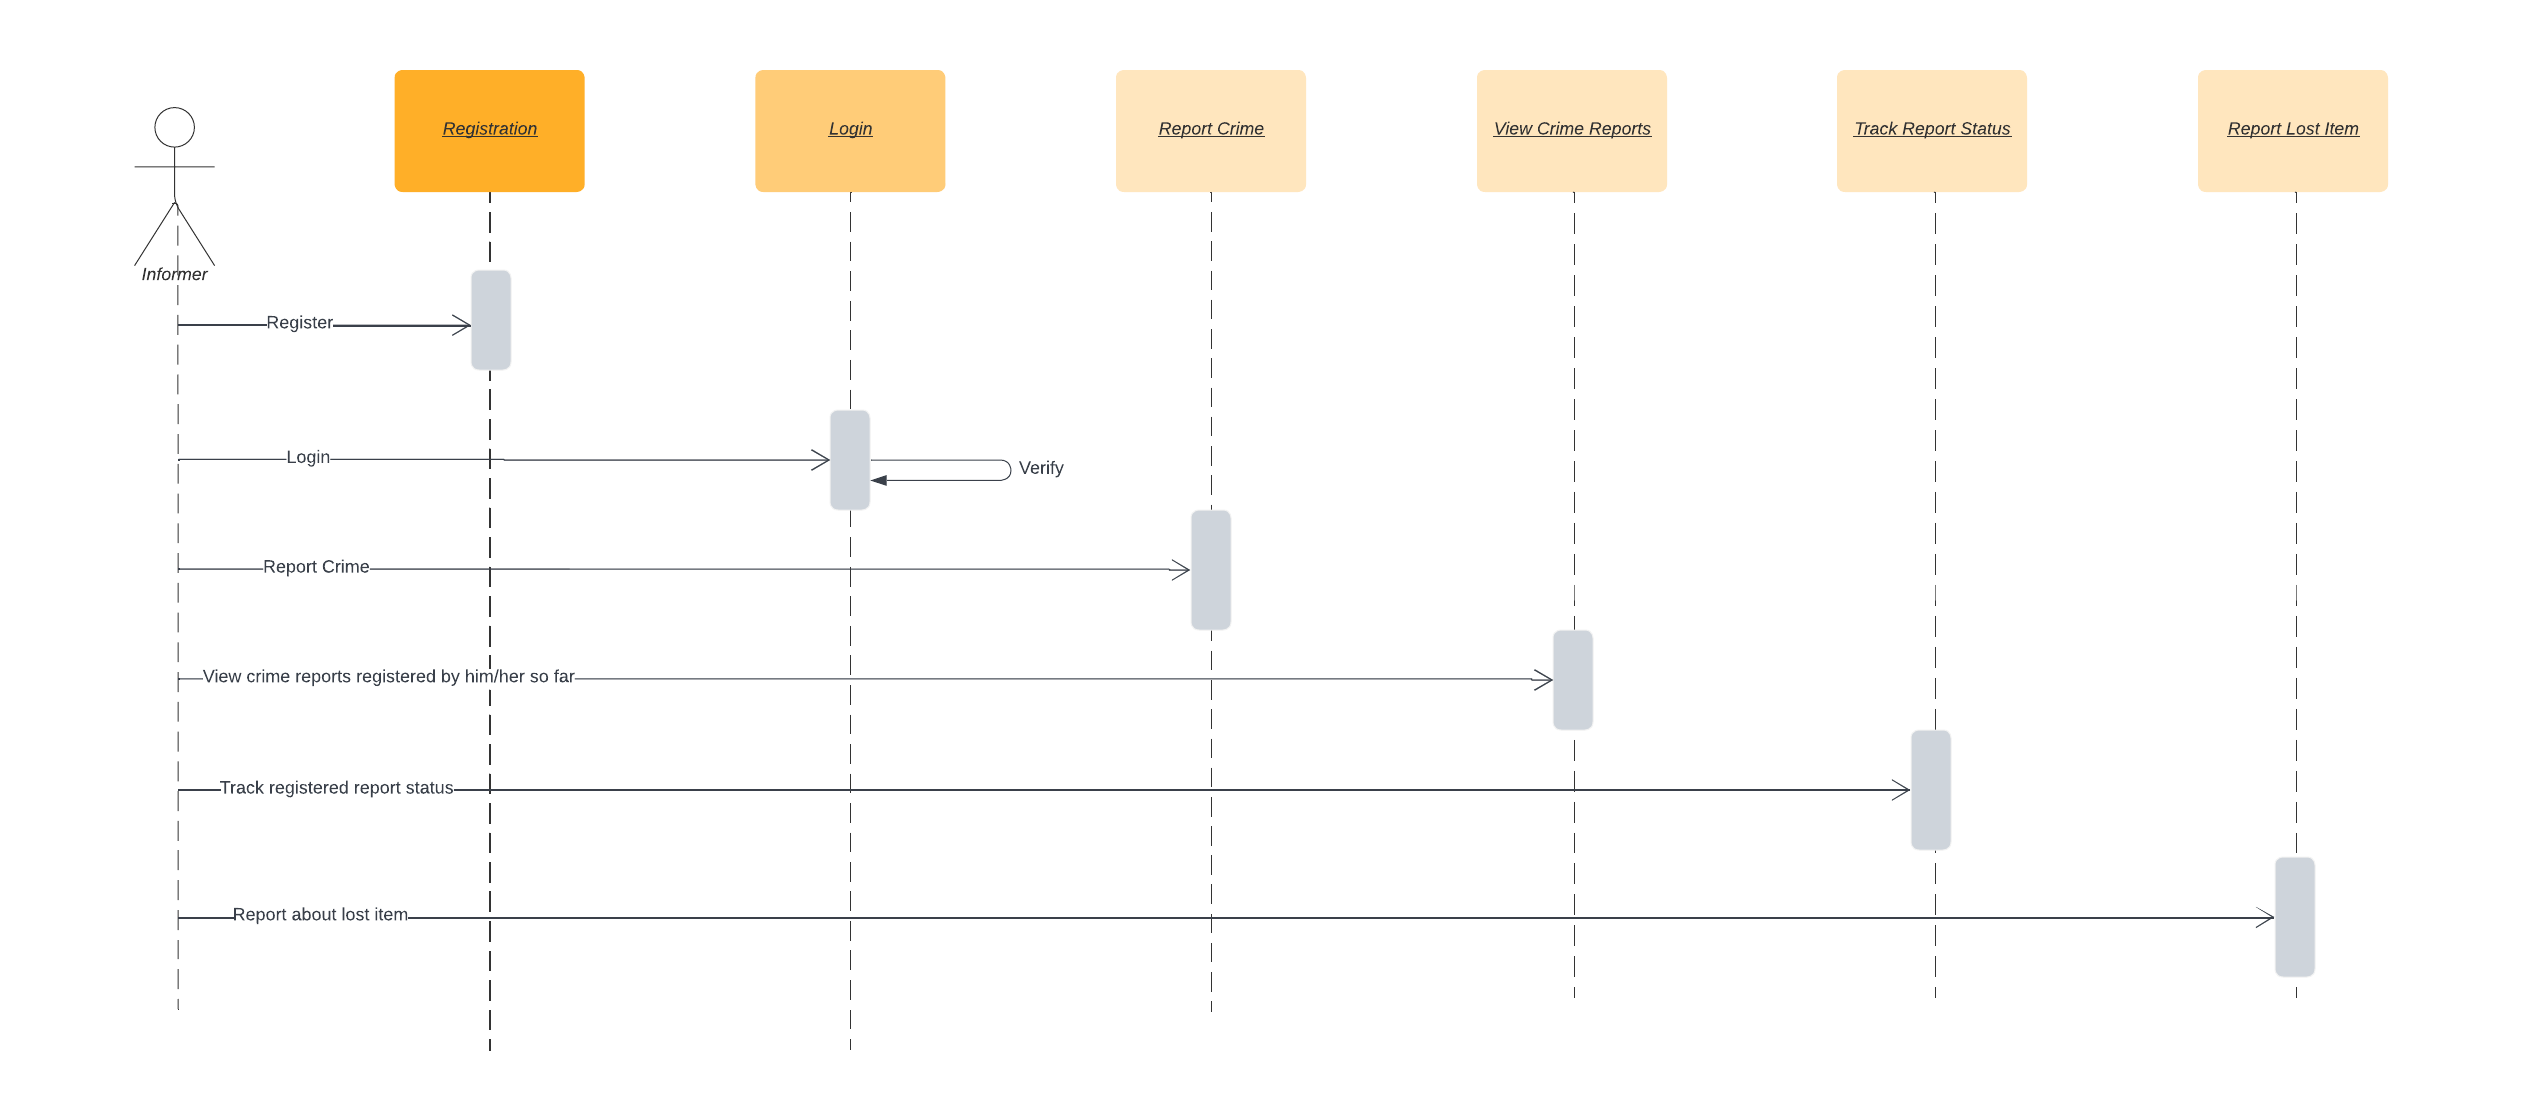 Registration
Login
Report Crime
View Crime Reports
Track Report Status
Report Lost Item
Informer
Register
Login
Verify
Report Crime
View crime reports registered by him/her so far
Track registered report status
Report about lost item